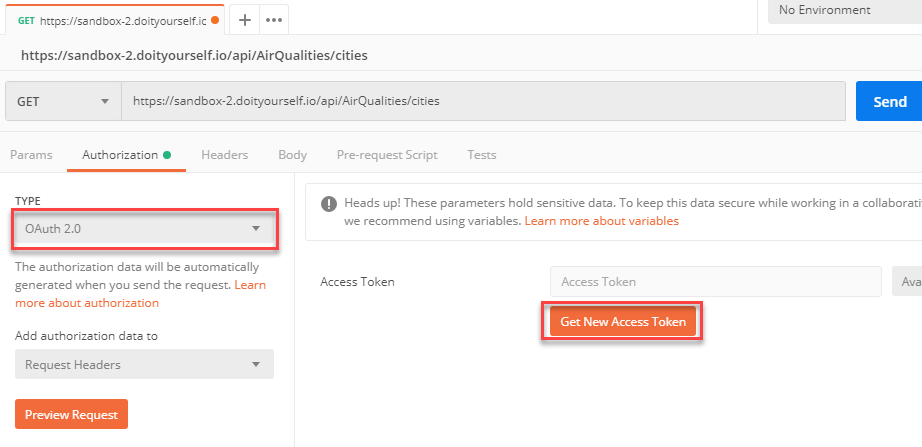 GET https://sandbox-2.doityourself.ic
No Environment
https://sandbox-2.doityourself.io/api/AirQualities/cities
GET https://sandbox-2.doityourself.io/api/AirQualities/cities Send
Params Authorization Headers Body Pre-request Script Tests
TYPE
OAuth 2.0
The authorization data will be automatically
generated when you send the request. Learn
more about authorization
Add authorization data to
Request Headers
Preview Request
Heads up! These parameters hold sensitive data. To keep this data secure while working in a collaborati
we recommend using variables. Learn more about variables
Access Token Access Token Ava
Get New Access Token